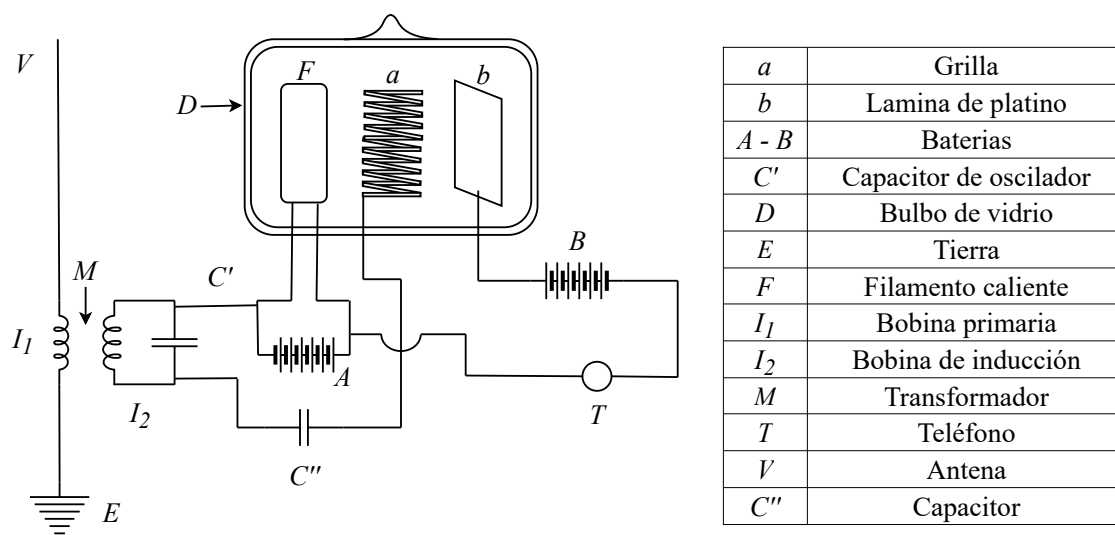 V
D
F
a
b
B
M
C'
I1
A
I2
T
C"
E
a Grilla
b Lamina de platino
A - B Baterias
C' Capacitor de oscilador
D Bulbo de vidrio
E Tierra
F Filamento caliente
I1 Bobina primaria
I2 Bobina de inducción
M Transformador
T Teléfono
V Antena
C" Capacitor